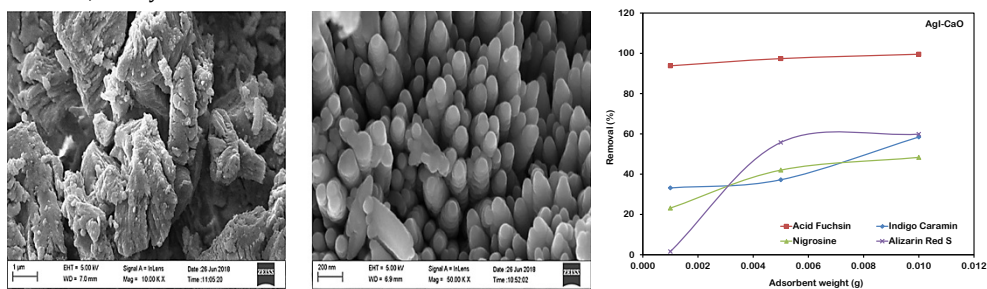 1 µm
EHT = 5.00 kV
Signal A = InLens
Date :26 Jun 2018
WD = 7.0 mm
Mag = 10.00 K X
Time :11:05:20
ZEISS
200 nm
EHT = 5.00 kV
Signal A = InLens
Date :26 Jun 2018
WD = 6.9 mm
Mag = 50.00 K X
Time :10:52:02
ZEISS
AgI-CaO
Removal (%)
120
100
80
60
40
20
0
Acid Fuchsin
Indigo Caramin
Nigrosine
Alizarin Red S
0.000 0.002 0.004 0.006 0.008 0.010 0.012
Adsorbent weight (g)